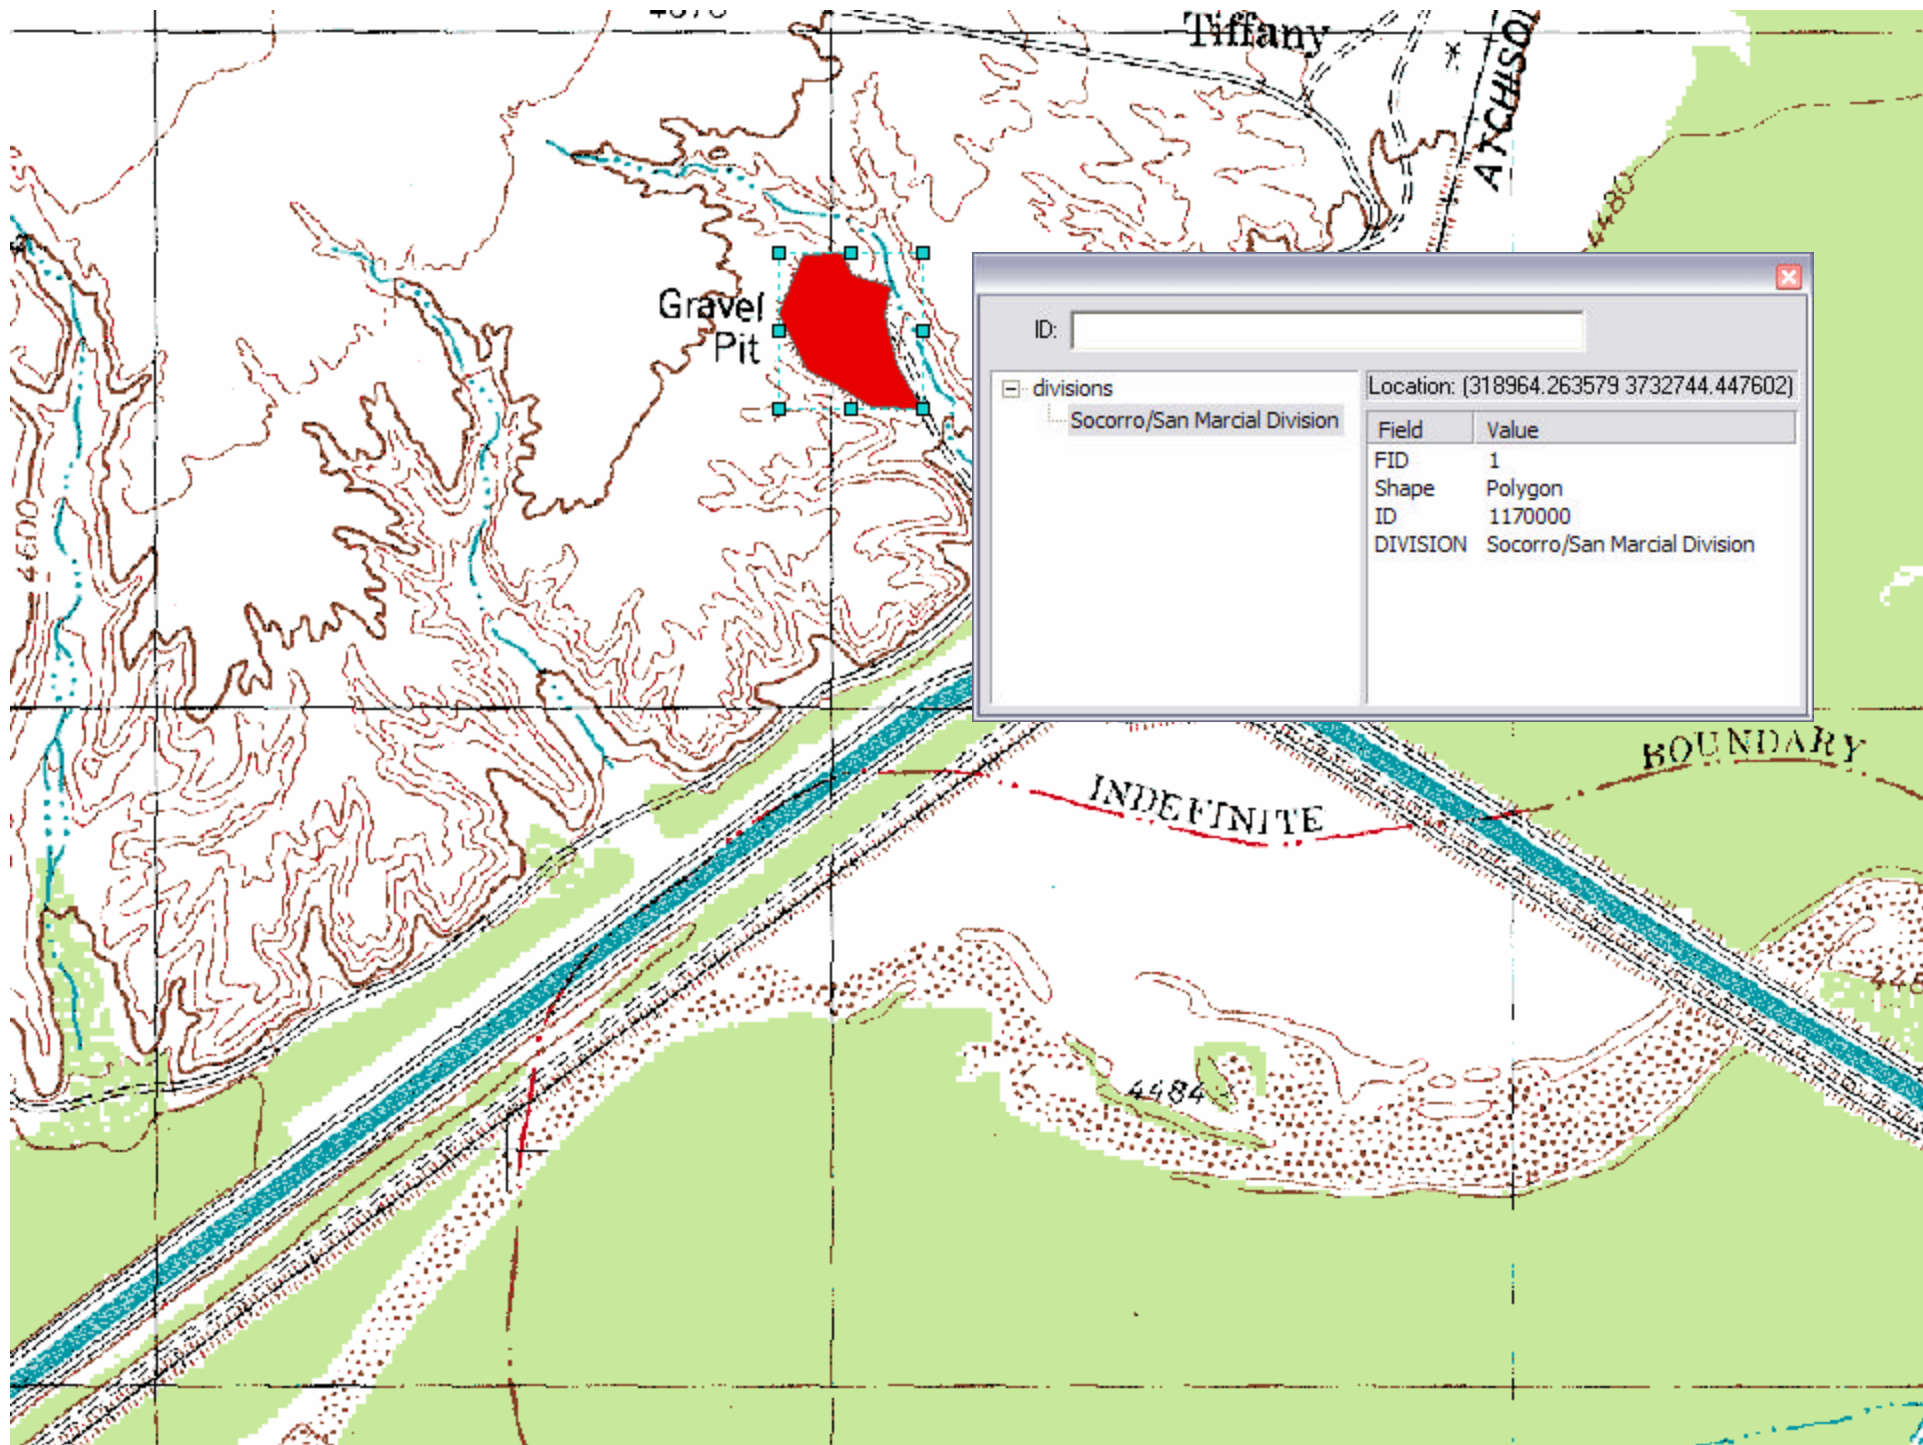 Tiffany
ATCHISON
4480
Gravel
Pit
ID:
divisions
Socorro/San Marcial Division
Location: (318964.263579 3732744.447602)
Field Value
FID 1
Shape Polygon
ID 1170000
DIVISION Socorro/San Marcial Division
4600
INDEFINITE
BOUNDARY
4484